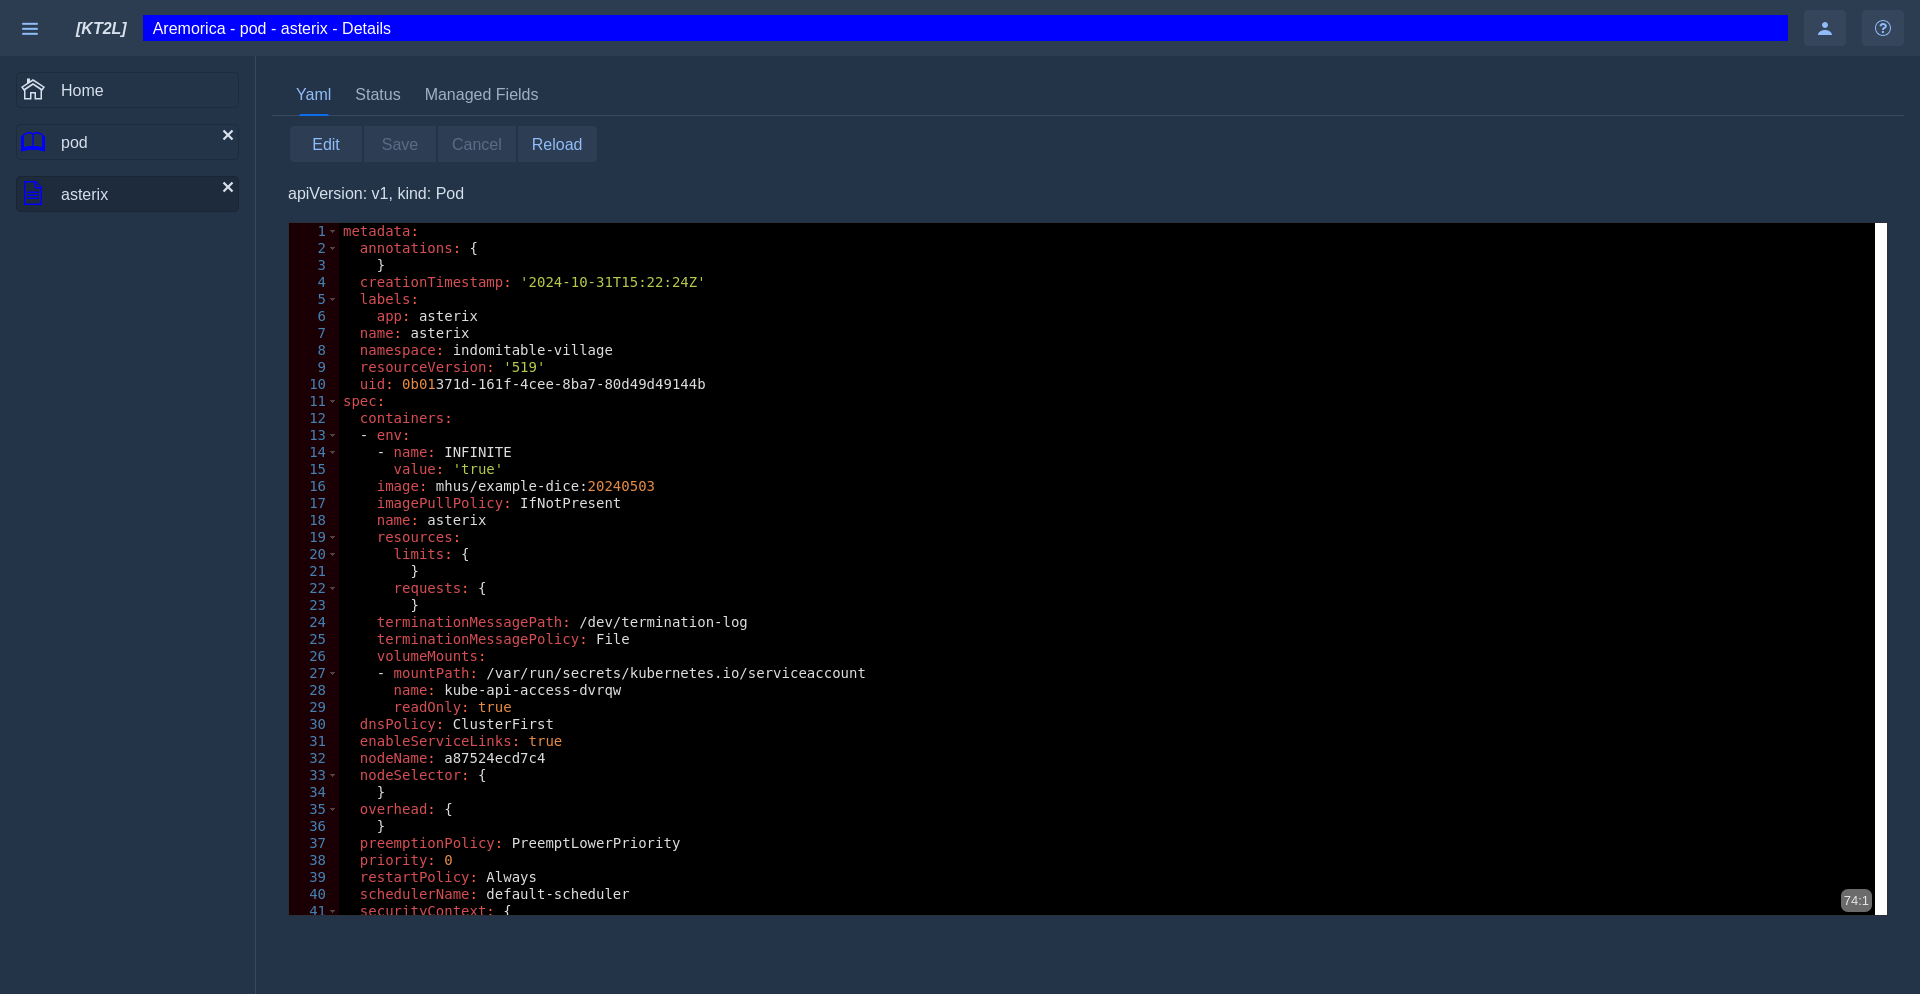 [KT2L] Aremorica - pod - asterix - Details
Home
pod
asterix
Yaml Status Managed Fields
Edit Save Cancel Reload
apiVersion: v1, kind: Pod
1 metadata:
2   annotations: {
3     }
4   creationTimestamp: '2024-10-31T15:22:24Z'
5   labels:
6     app: asterix
7   name: asterix
8   namespace: indomitable-village
9   resourceVersion: '519'
10   uid: 0b01371d-161f-4cee-8ba7-80d49d49144b
11 spec:
12   containers:
13   - env:
14     - name: INFINITE
15       value: 'true'
16     image: mhus/example-dice:20240503
17     imagePullPolicy: IfNotPresent
18     name: asterix
19     resources:
20       limits: {
21         }
22       requests: {
23         }
24     terminationMessagePath: /dev/termination-log
25     terminationMessagePolicy: File
26     volumeMounts:
27     - mountPath: /var/run/secrets/kubernetes.io/serviceaccount
28       name: kube-api-access-dvrqw
29       readOnly: true
30   dnsPolicy: ClusterFirst
31   enableServiceLinks: true
32   nodeName: a87524ecd7c4
33   nodeSelector: {
34     }
35   overhead: {
36     }
37   preemptionPolicy: PreemptLowerPriority
38   priority: 0
39   restartPolicy: Always
40   schedulerName: default-scheduler
41   securityContext: {
74:1